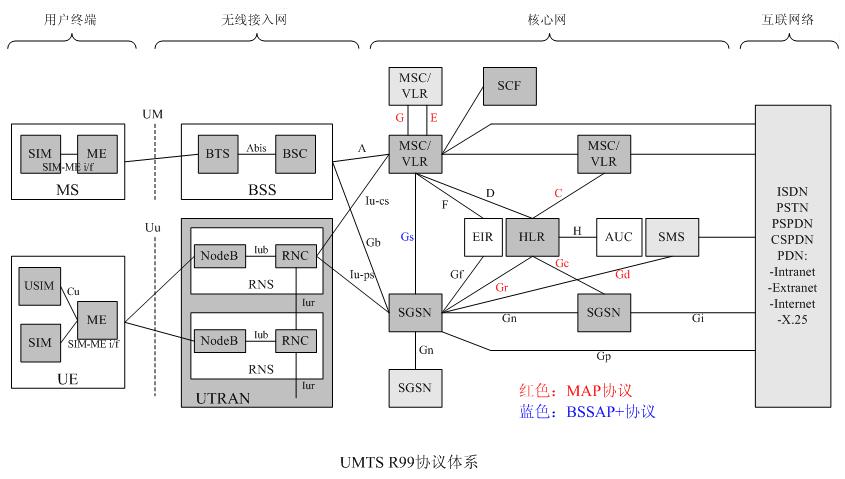 用户终端
无线接入网
核心网
互联网络
MSC/
VLR
SCF
UM
G
E
SIM
ME
SIM-ME i/f
MS
BTS
Abis
BSC
BSS
A
MSC/
VLR
MSC/
VLR
D
C
F
Iu-cs
Uu
Gb
Gs
EIR
HLR
H
AUC
SMS
ISDN
PSTN
PSPDN
CSPDN
PDN:
-Intranet
-Extranet
-Internet
-X.25
NodeB
Iub
RNC
RNS
Iu-ps
Gf
Gr
Gc
Gd
USIM
Cu
ME
SIM
SIM-ME i/f
UE
Iur
SGSN
Gn
SGSN
Gi
NodeB
Iub
RNC
RNS
Iur
UTRAN
Gn
Gp
SGSN
红色：MAP协议
蓝色：BSSAP+协议
UMTS R99协议体系